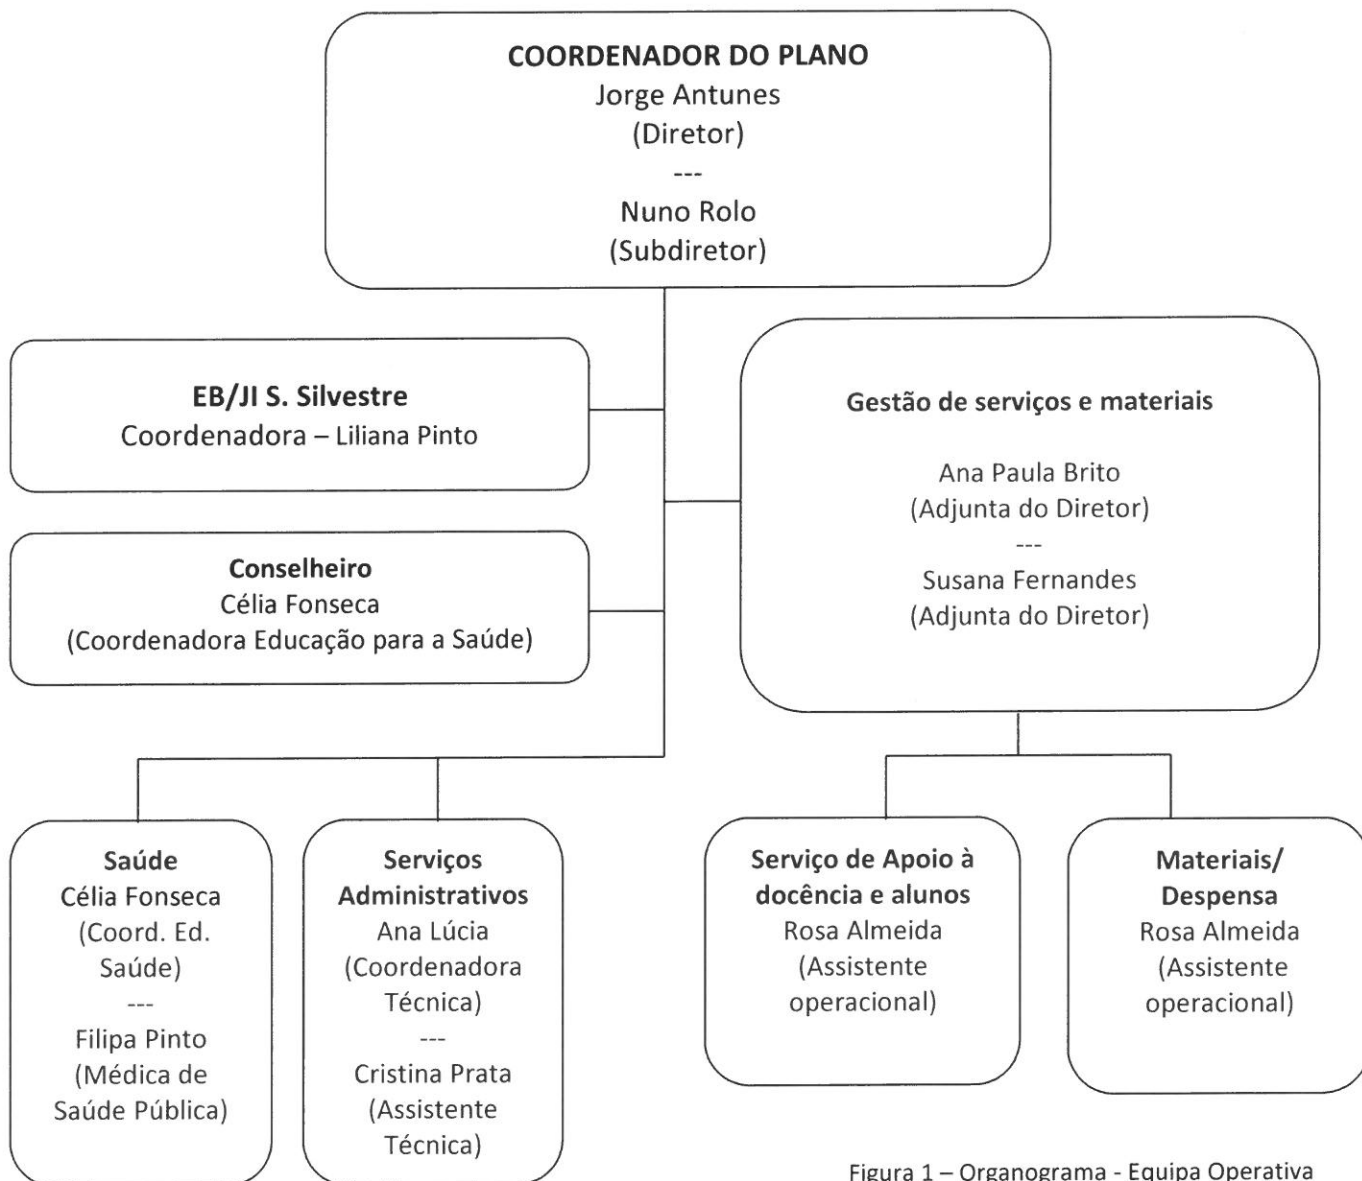 COORDENADOR DO PLANO
Jorge Antunes
(Diretor)
---
Nuno Rolo
(Subdiretor)
EB/JI S. Silvestre
Coordenadora – Liliana Pinto
Conselheiro
Célia Fonseca
(Coordenadora Educação para a Saúde)
Gestão de serviços e materiais
Ana Paula Brito
(Adjunta do Diretor)
---
Susana Fernandes
(Adjunta do Diretor)
Saúde
Célia Fonseca
(Coord. Ed.
Saúde)
---
Filipa Pinto
(Médica de
Saúde Pública)
Serviços
Administrativos
Ana Lúcia
(Coordenadora
Técnica)
---
Cristina Prata
(Assistente
Técnica)
Serviço de Apoio à
docência e alunos
Rosa Almeida
(Assistente
operacional)
Materiais/
Despensa
Rosa Almeida
(Assistente
operacional)
Figura 1 – Organograma - Equipa Operativa